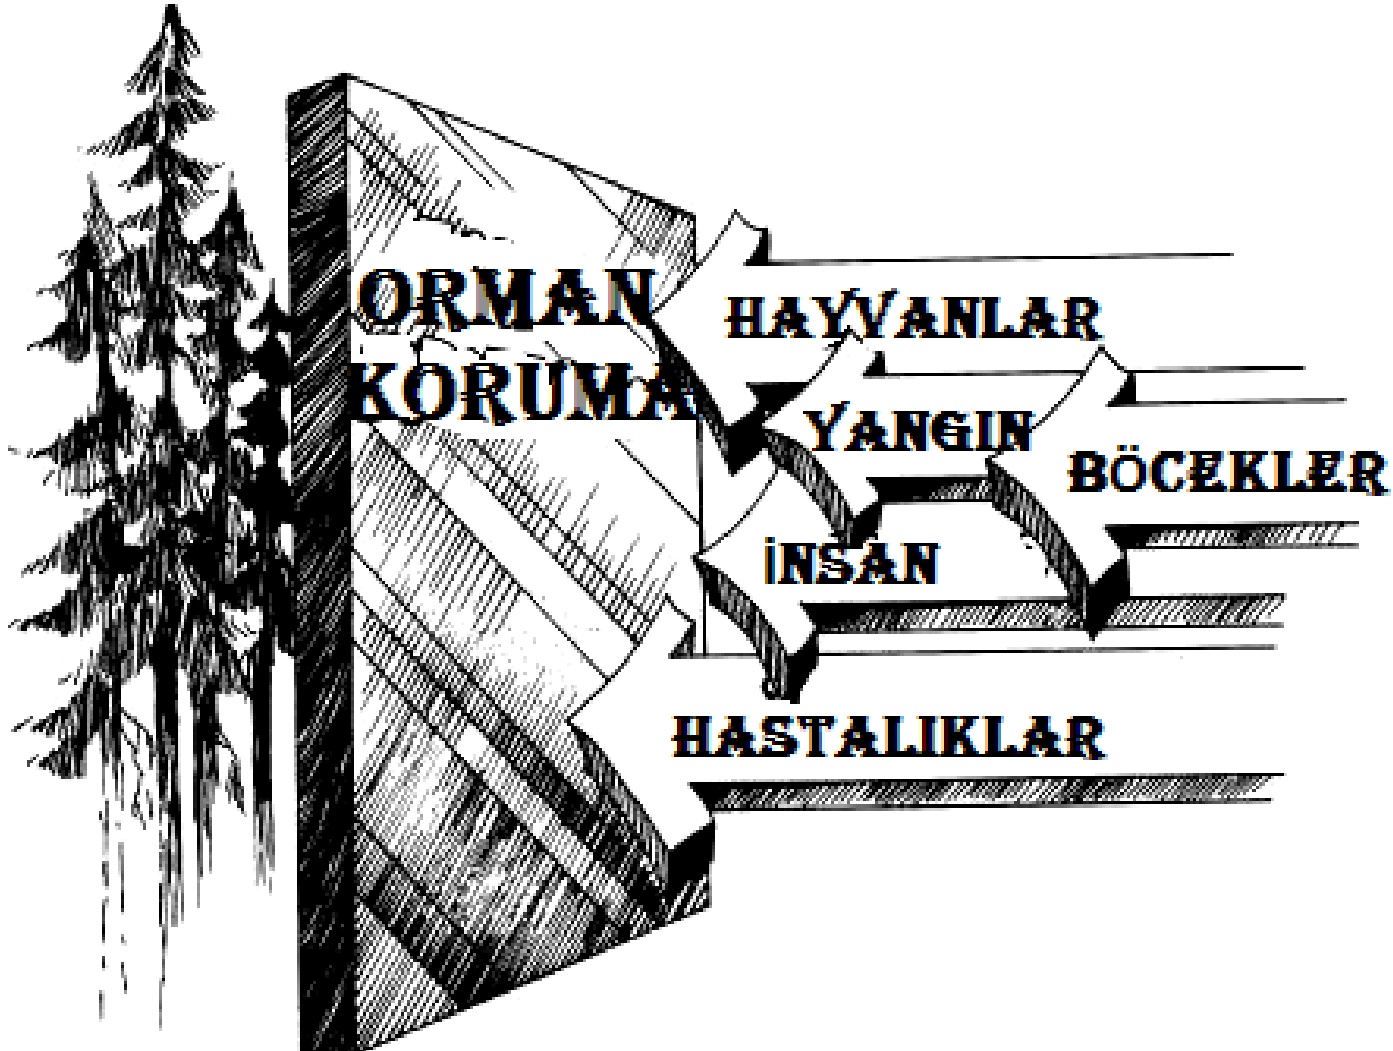 ORMAN
KORUMA
HAYVANLAR
YANGIN
BÖCEKLER
İNSAN
HASTALIKLAR